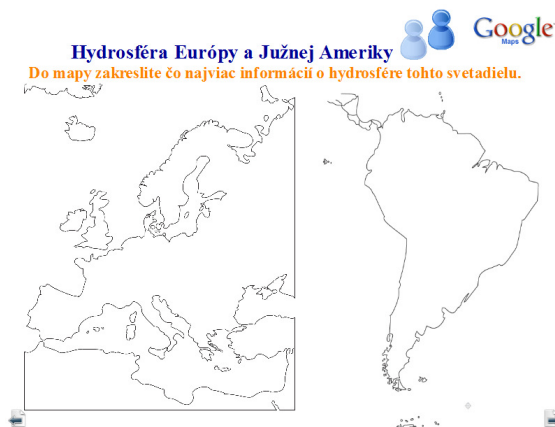 Google
Maps
Hydrosféra Európy a Južnej Ameriky
Do mapy zakreslite čo najviac informácií o hydrosfére tohto svetadielu.